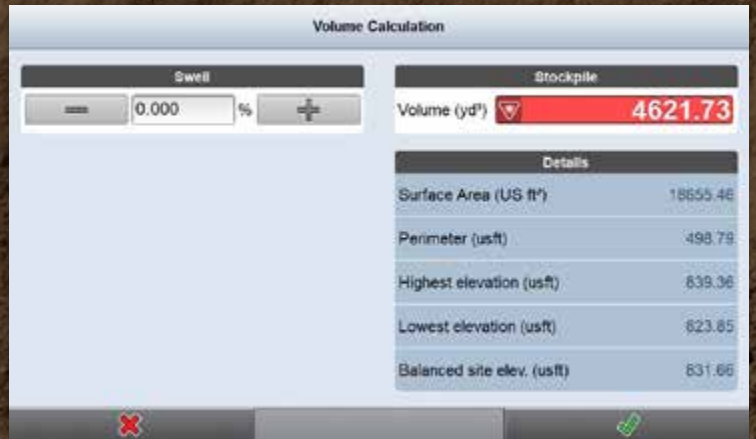 Volume Calculation
Swell
0.000 %
Stockpile
Volume (yd³) 4621.73
Details
Surface Area (US ft²) 18655.46
Perimeter (usft) 498.79
Highest elevation (usft) 839.36
Lowest elevation (usft) 823.85
Balanced site elev. (usft) 831.66